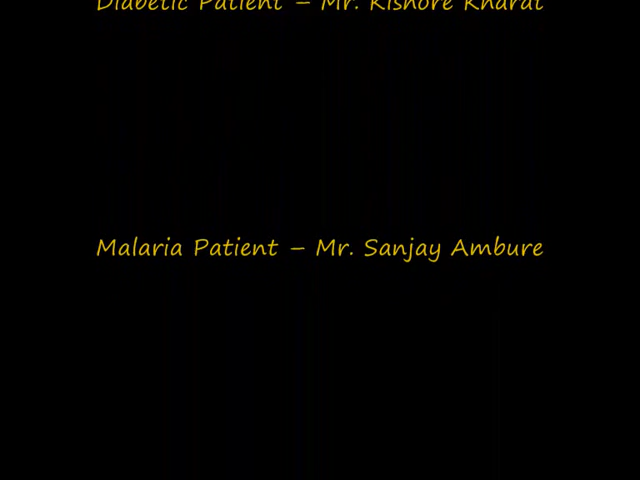 Diabetic Patient – Mr. Kishore Kharat
Malaria Patient – Mr. Sanjay Ambure